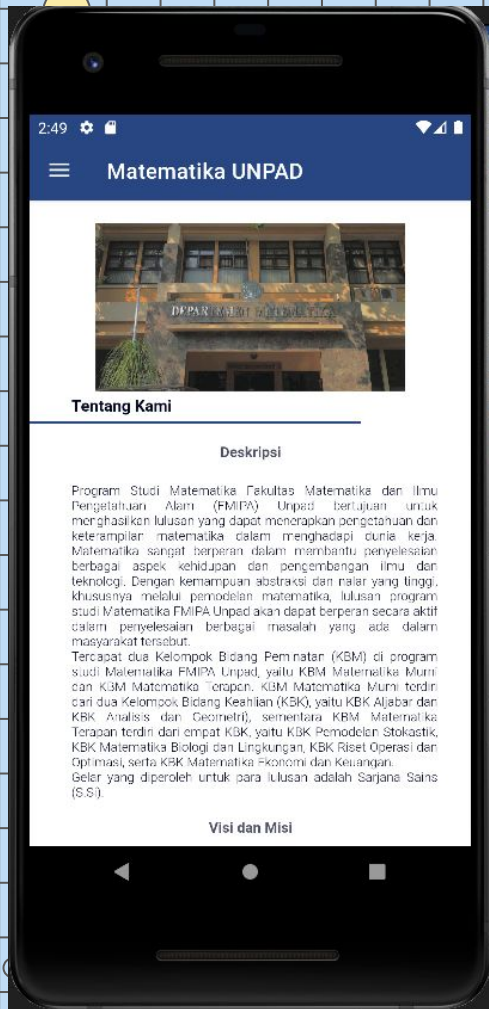 2:49
Matematika UNPAD
DEPARTEMEN MATEMATIKA
Tentang Kami
Deskripsi
Program Studi Matematika Fakultas Matematika dan Ilmu
Pengetahuan Alam (FMIPA) Unpad bertujuan untuk
menghasilkan lulusan yang dapat menerapkan pengetahuan dan
keterampilan matematika dalam menghadapi dunia kerja.
Matematika sangat berperan dalam membantu penyelesaian
berbagai aspek kehidupan dan pengembangan ilmu dan
teknologi. Dengan kemampuan abstraksi dan nalar yang tinggi,
khususnya melalui pemodelan matematika, lulusan program
studi Matematika FMIPA Unpad akan dapat berperan secara aktif
dalam penyelesaian berbagai masalah yang ada dalam
masyarakat tersebut.
Terdapat dua Kelompok Bidang Peminatan (KBM) di program
studi Matematika FMIPA Unpad, yaitu KBM Matematika Murni
dan KBM Matematika Terapan. KBM Matematika Murni terdiri
dari dua Kelompok Bidang Keahlian (KBK), yaitu KBK Aljabar dan
KBK Analisis dan Geometri), sementara KBM Matematika
Terapan terdiri dari empat KBK, yaitu KBK Pemodelan Stokastik,
KBK Matematika Biologi dan Lingkungan, KBK Riset Operasi dan
Optimasi, serta KBK Matematika Ekonomi dan Keuangan.
Gelar yang diperoleh untuk para lulusan adalah Sarjana Sains
(S.Si).
Visi dan Misi